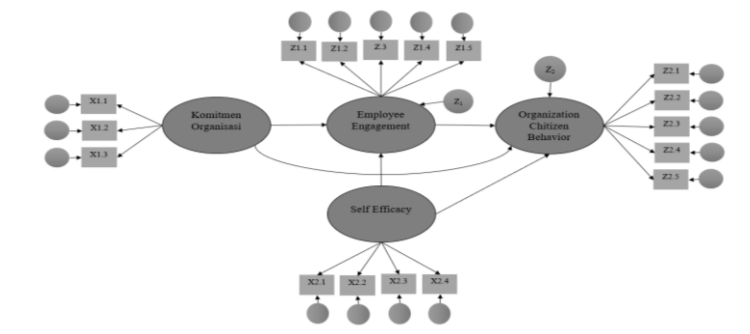 Z1.1 Z1.2 Z.3 Z1.4 Z1.5
Z2
Z2.1
X1.1
Z1
Z2.2
Komitmen
Organisasi
Employee
Engagement
Organization
Chitizen
Behavior
X1.2
Z2.3
X1.3
Z2.4
Z2.5
Self Efficacy
X2.1 X2.2 X2.3 X2.4